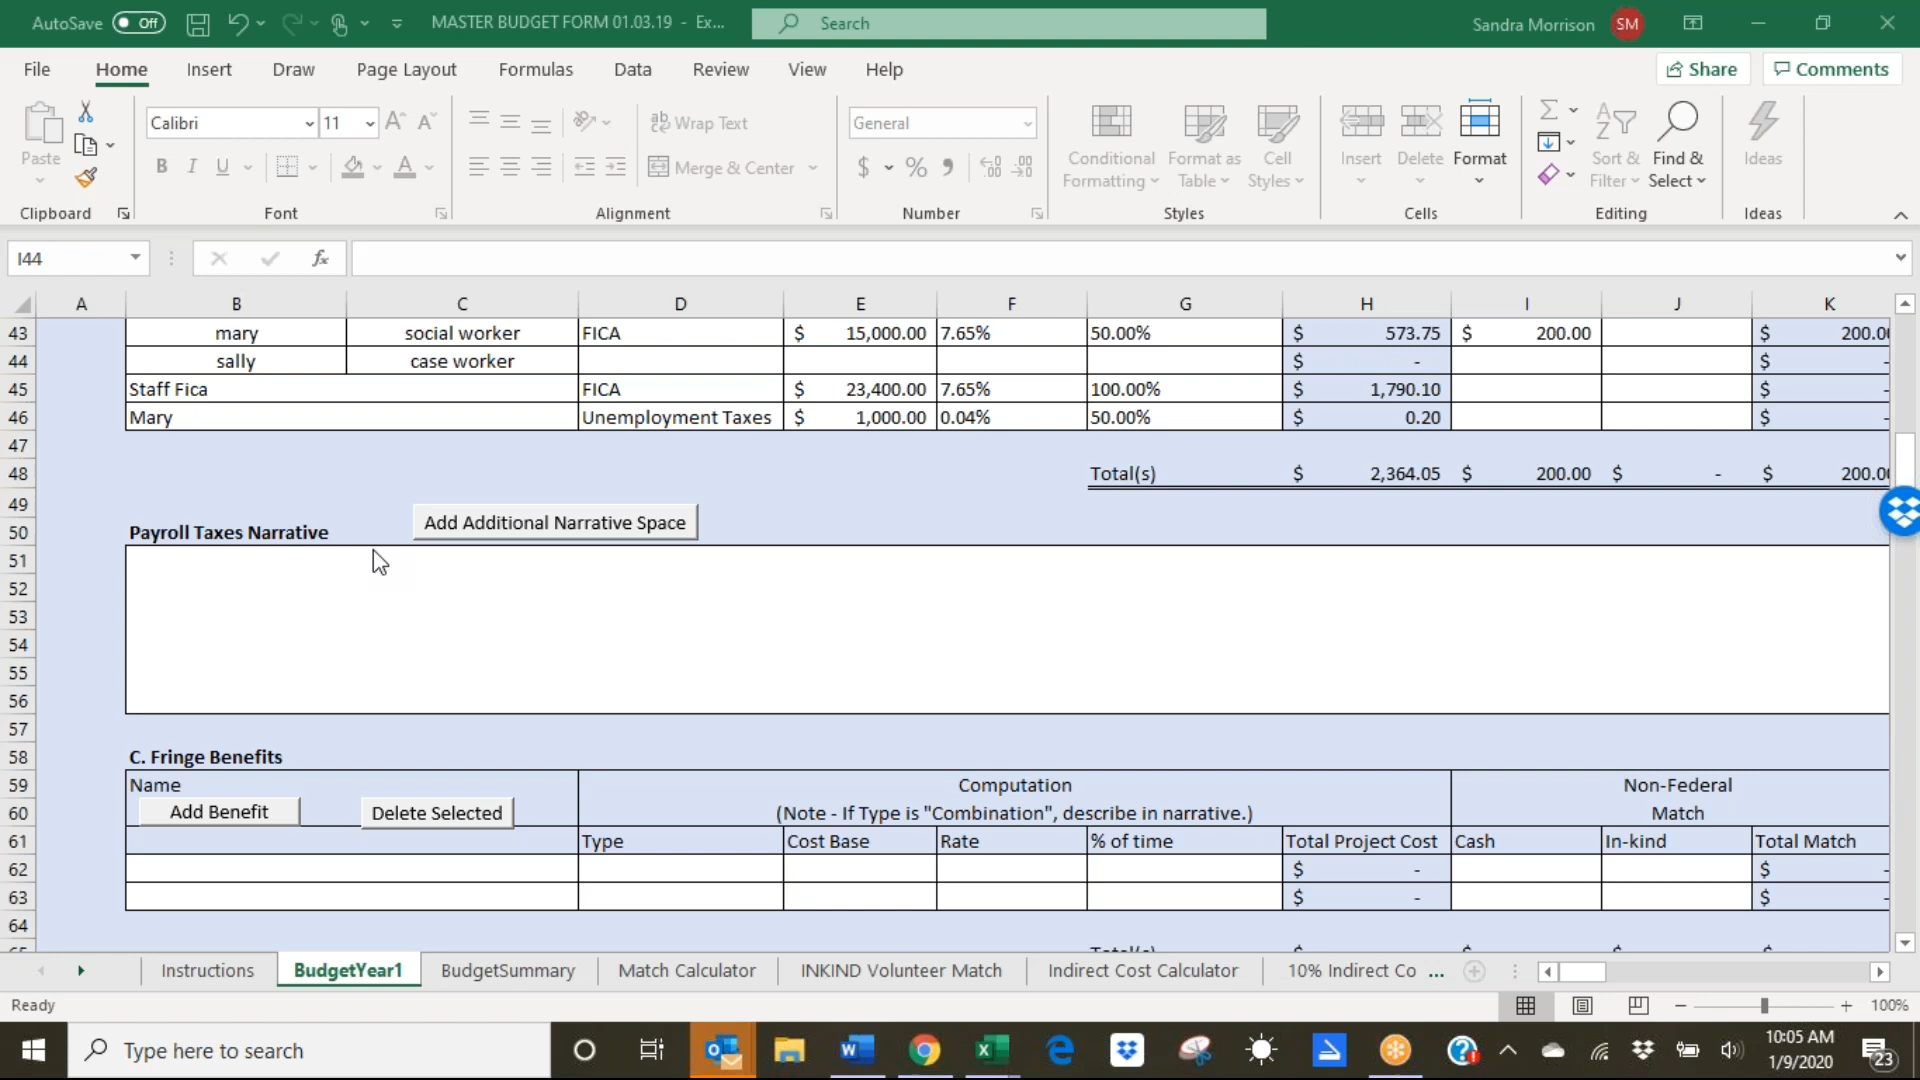 AutoSave Off MASTER BUDGET FORM 01.03.19 - Ex... Search Sandra Morrison SM
File Home Insert Draw Page Layout Formulas Data Review View Help Share Comments
Paste Calibri 11 Wrap Text General Conditional Formatting Format as Table Cell Styles Insert Delete Format Sort & Filter Find & Select Ideas
B I U A Merge & Center $ % 9
Clipboard Font Alignment Number Styles Cells Editing Ideas
I44 fx
A B C D E F G H I J K
43 mary social worker FICA $ 15,000.00 7.65% 50.00% $ 573.75 $ 200.00 $ 200.0
44 sally case worker $ - $ -
45 Staff Fica FICA $ 23,400.00 7.65% 100.00% $ 1,790.10 $ -
46 Mary Unemployment Taxes $ 1,000.00 0.04% 50.00% $ 0.20 $ -
47
48 Total(s) $ 2,364.05 $ 200.00 $ - $ 200.0
49
50 Payroll Taxes Narrative Add Additional Narrative Space
51
52
53
54
55
56
57
58 C. Fringe Benefits
59 Name Computation Non-Federal
60 Add Benefit Delete Selected (Note - If Type is "Combination", describe in narrative.) Match
61 Type Cost Base Rate % of time Total Project Cost Cash In-kind Total Match
62 $ - $ -
63 $ - $ -
64
Instructions BudgetYear1 BudgetSummary Match Calculator INKIND Volunteer Match Indirect Cost Calculator 10% Indirect Co ...
Ready 100%
Type here to search
10:05 AM
1/9/2020
23